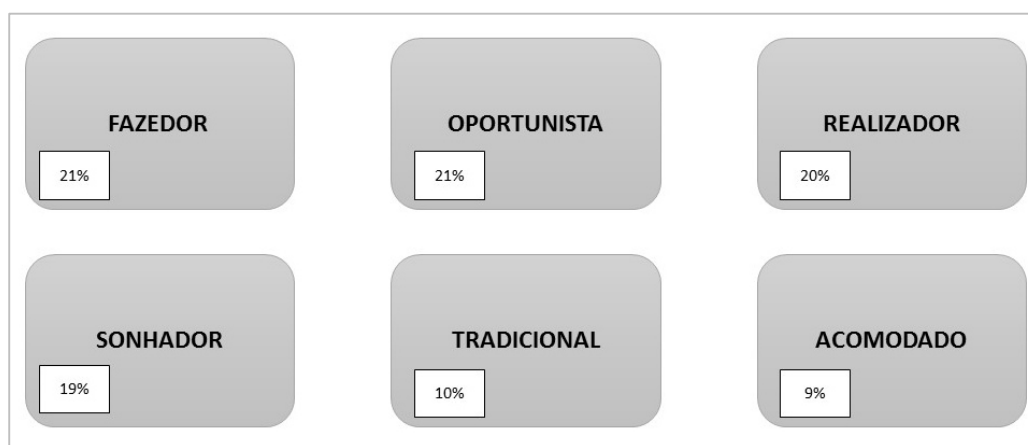 FAZEDOR
21%
OPORTUNISTA
21%
REALIZADOR
20%
SONHADOR
19%
TRADICIONAL
10%
ACOMODADO
9%